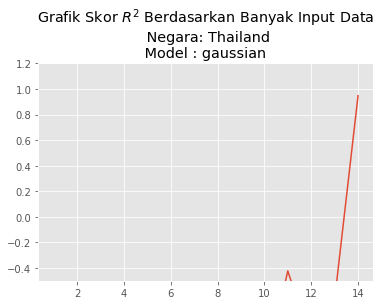 Grafik Skor R² Berdasarkan Banyak Input Data
Negara: Thailand
Model : gaussian
1.2
1.0
0.8
0.6
0.4
0.2
0.0
−0.2
−0.4
2 4 6 8 10 12 14